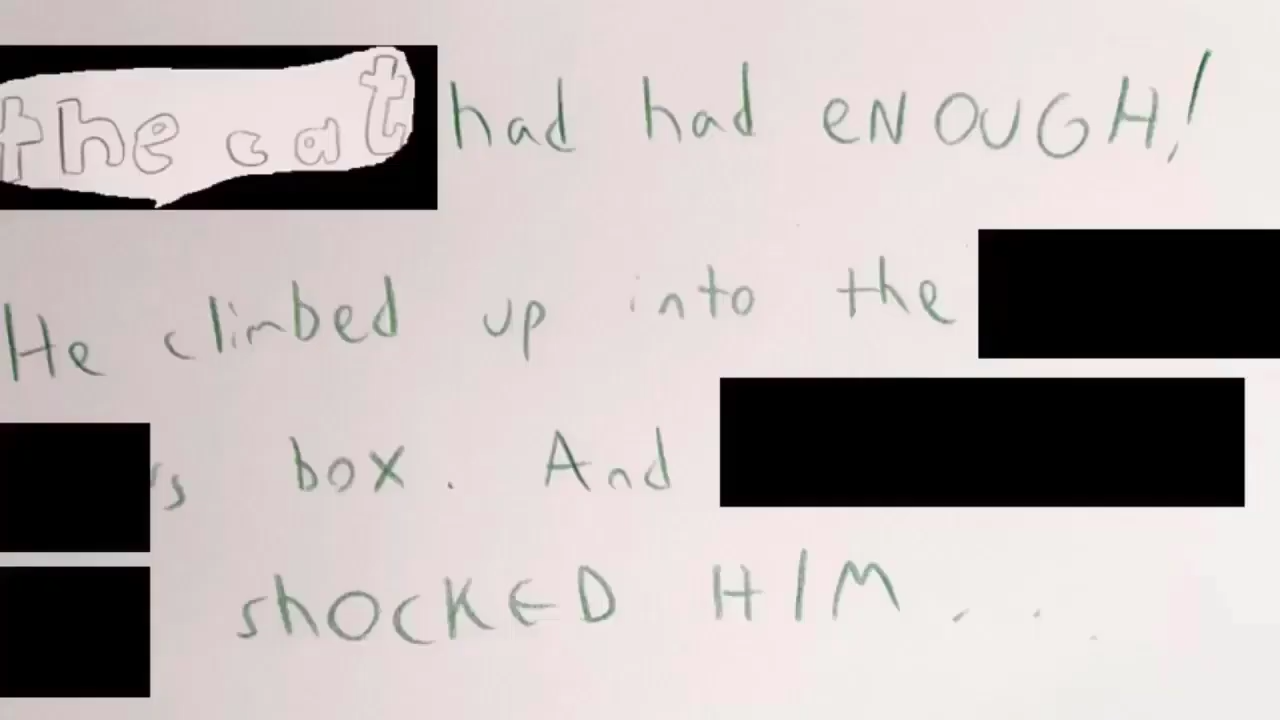 the cat had had eNOUGH!
He climbed up into the
's box. And
shOCKED HIM...